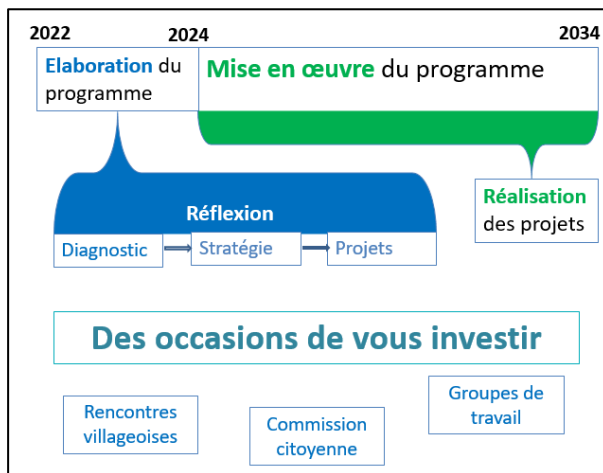 2022
2024
2034
Elaboration du
programme
Mise en œuvre du programme
Réalisation
des projets
Réflexion
Diagnostic
Stratégie
Projets
Des occasions de vous investir
Rencontres
villageoises
Commission
citoyenne
Groupes de
travail